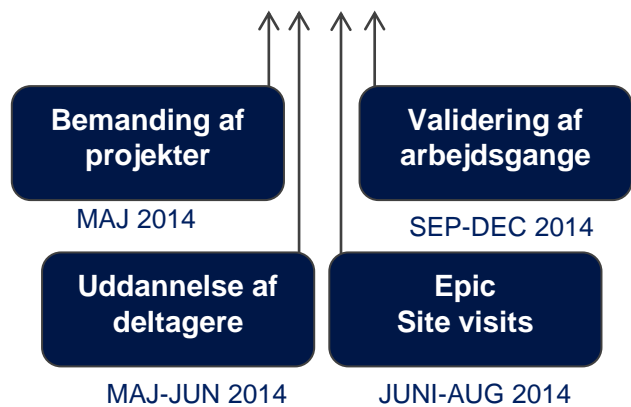 Bemanding af
projekter
MAJ 2014
Validering af
arbejdsgange
SEP-DEC 2014
Uddannelse af
deltagere
MAJ-JUN 2014
Epic
Site visits
JUNI-AUG 2014